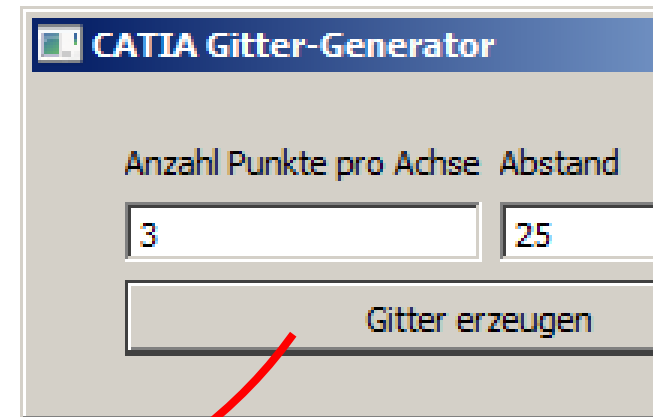 CATIA Gitter-Generator
Anzahl Punkte pro Achse Abstand
3 25
Gitter erzeugen